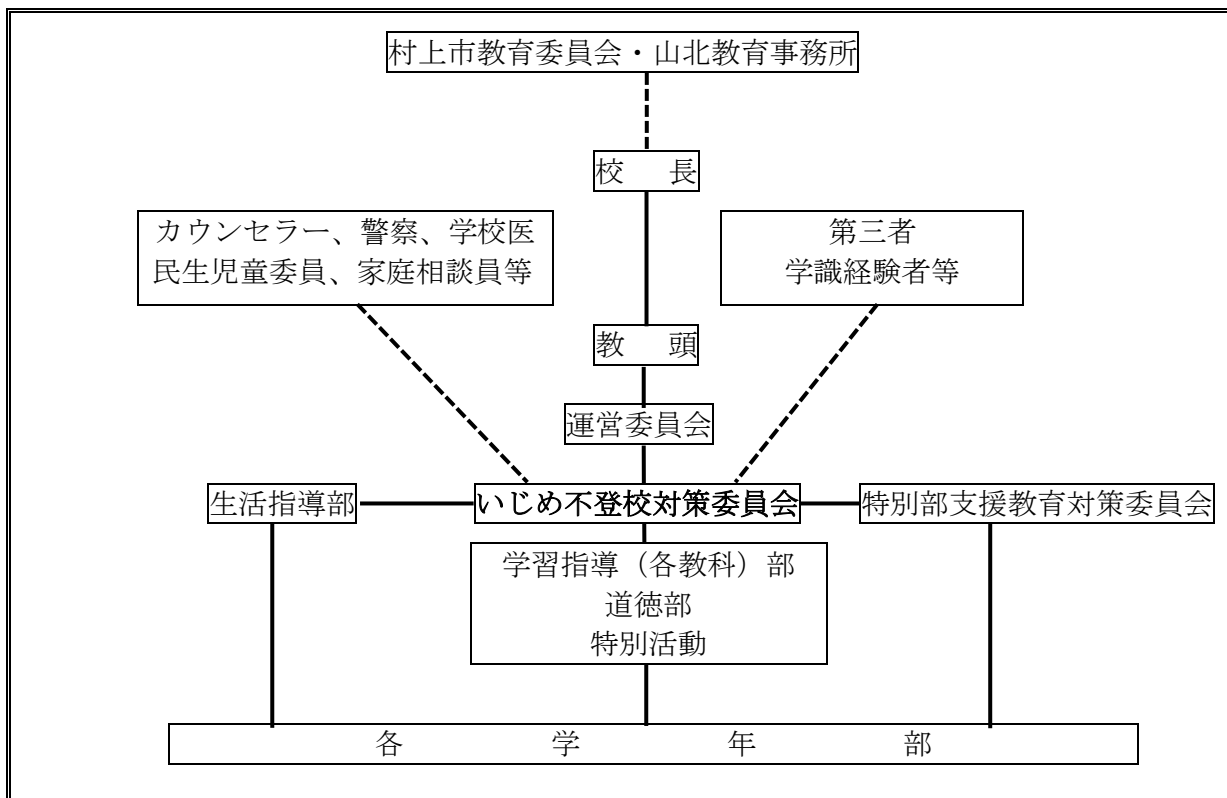 村上市教育委員会・山北教育事務所
校　長
カウンセラー、警察、学校医
民生児童委員、家庭相談員等
第三者
学識経験者等
教　頭
運営委員会
生活指導部
いじめ不登校対策委員会
特別部支援教育対策委員会
学習指導（各教科）部
道徳部
特別活動
各　学　年　部